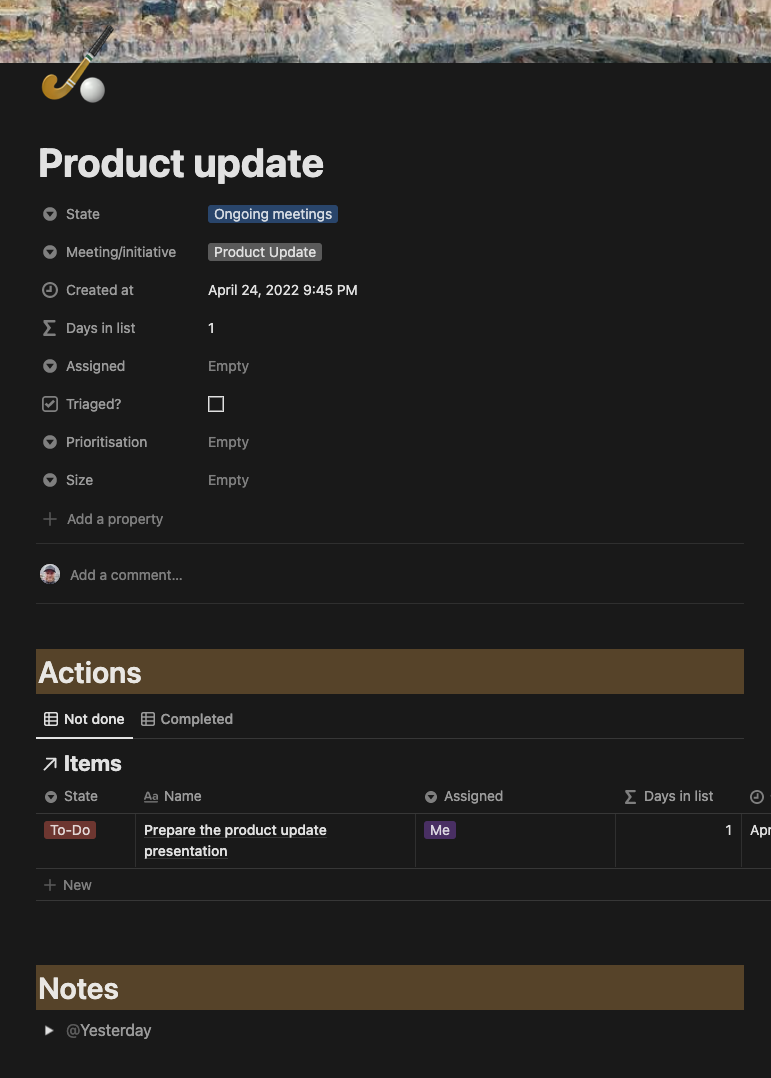 Product update
State Ongoing meetings
Meeting/initiative Product Update
Created at April 24, 2022 9:45 PM
Days in list 1
Assigned Empty
Triaged?
Prioritisation Empty
Size Empty
Add a property
Add a comment...
Actions
Not done Completed
Items
State Aa Name Assigned Days in list
To-Do Prepare the product update Me 1 Apr
presentation
New
Notes
@Yesterday